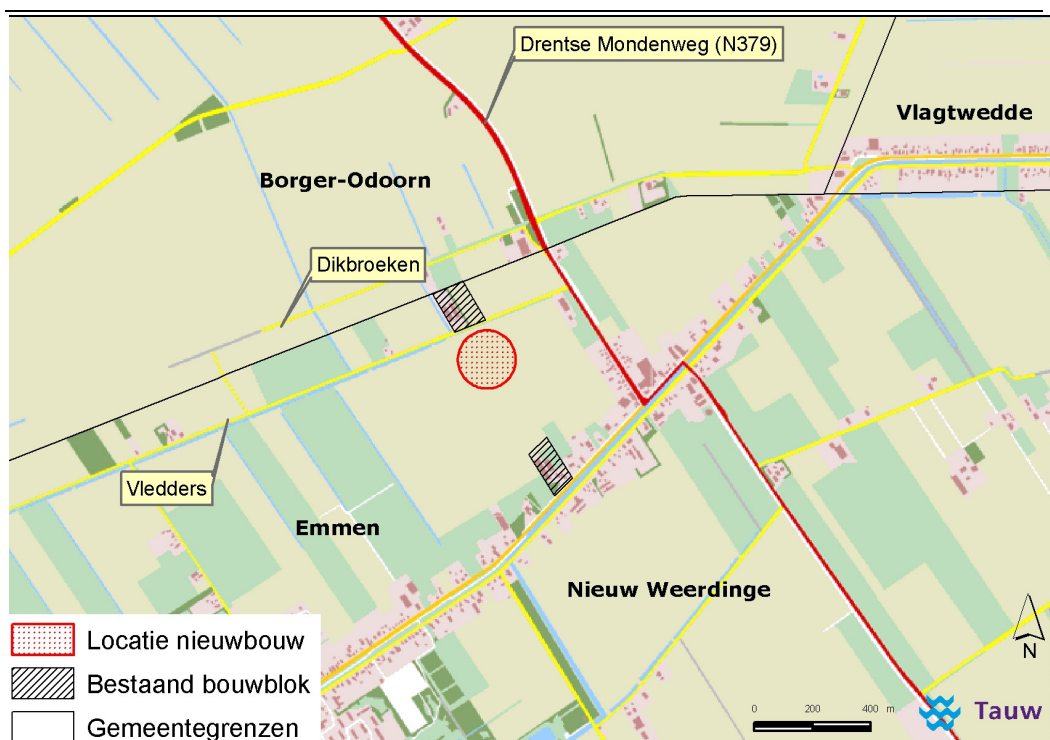 Drentse Mondenweg (N379)
Vlagtwedde
Borger-Odoorn
Dikbroeken
Vledders
Emmen
Nieuw Weerdinge
Locatie nieuwbouw
Bestaand bouwblok
Gemeentegrenzen
N
0 200 400 m
Tauw